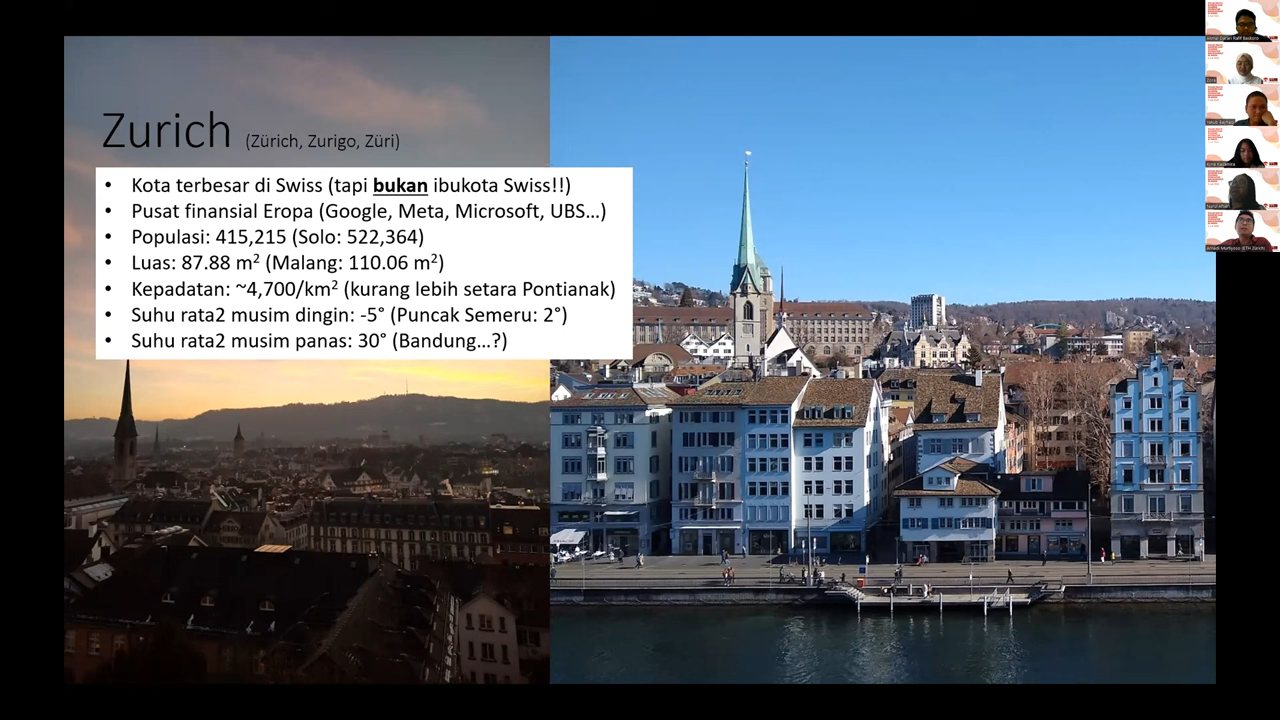 Zurich (Zürich, Zurigo, Züri)
• Kota terbesar di Swiss (tapi bukan ibukota Swiss!!)
• Pusat finansial Eropa (Google, Meta, Microsoft, UBS...)
• Populasi: 415,215 (Solo: 522,364)
• Luas: 87.88 m² (Malang: 110.06 m²)
• Kepadatan: ~4,700/km² (kurang lebih setara Pontianak)
• Suhu rata2 musim dingin: -5° (Puncak Semeru: 2°)
• Suhu rata2 musim panas: 30° (Bandung...?)